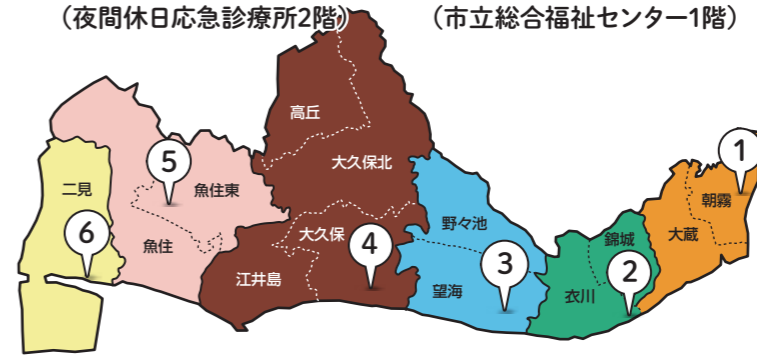 (夜間休日応急診療所2階)
(市立総合福祉センター1階)
高丘
大久保北
1
朝霧
5
魚住東
二見
魚住
6
大久保
4
江井島
野々池
3
望海
錦城
2
衣川
大蔵